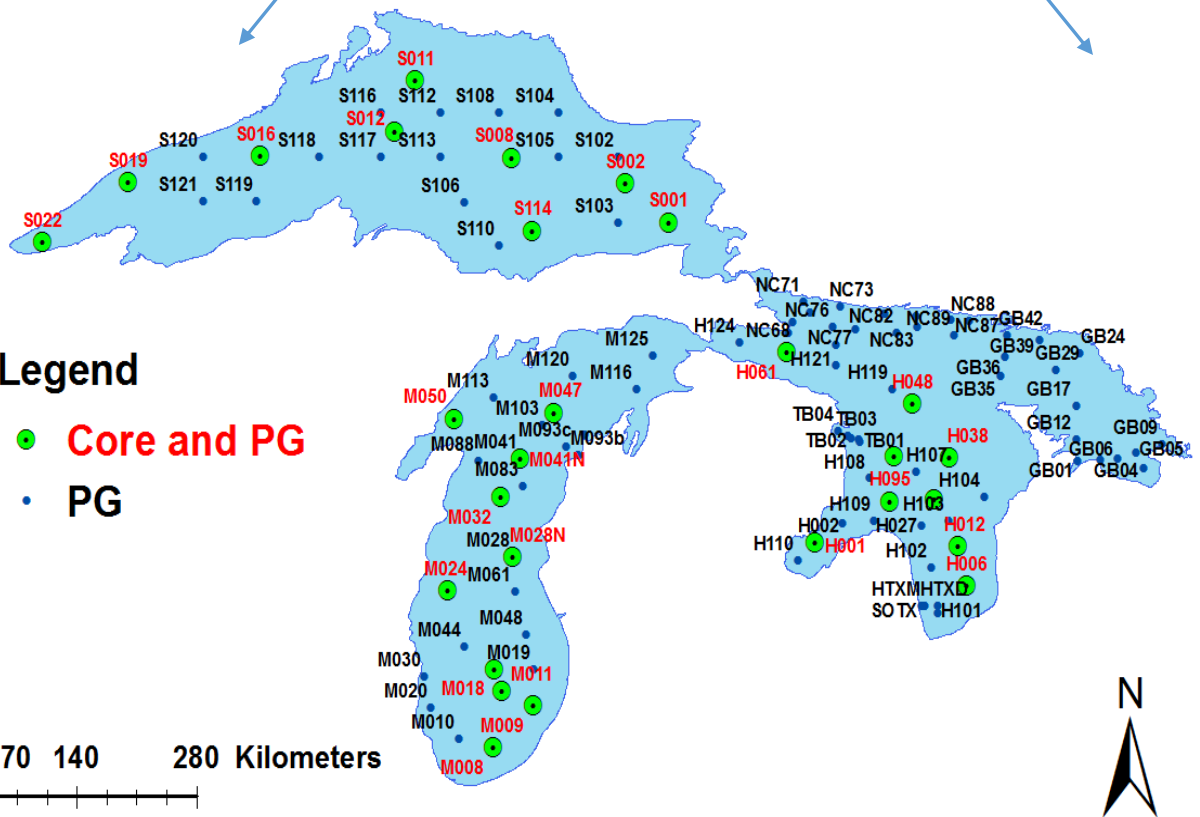 S011
S116 S112 S108 S104
S012
S120 S016 S118 S117 S113 S008 S105 S102
S019 S002
S121 S119 S106
S022 S114 S103 S001
S110
NC71 NC73
NC76 NC88
H124 NC68 NC82 NC89 NC87 GB42
M125 NC77 NC83 GB39 GB24
Legend
M120 H121 GB36 GB29
M113 M116 H061 H119 GB35 GB17
M050 M047 H048
M103 TB04 TB03 GB12 GB09
Core and PG
M088 M041 M093c M093b TB02 TB01 H038 GB06 GB05
M083 M041N H108 H107 GB01 GB04
PG
H095 H104
M032 H109 H103
M028 M028N H002 H027 H012
H110 H001 H102
M024 M061 H006
HTXMHTXD
M048 SOTX H101
M044
M030 M019
M020 M018 M011
M010 M009
N
70 140 280 Kilometers
M008